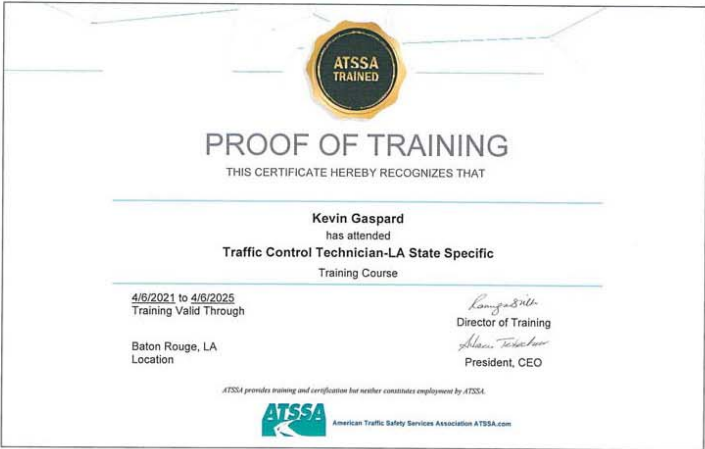 ATSSA
TRAINED
PROOF OF TRAINING
THIS CERTIFICATE HEREBY RECOGNIZES THAT
Kevin Gaspard
has attended
Traffic Control Technician-LA State Specific
Training Course
4/6/2021 to 4/6/2025
Training Valid Through
Director of Training
Baton Rouge, LA
Location
President, CEO
ATSSA provides training and certification but neither constitutes employment by ATSSA.
ATSSA
American Traffic Safety Services Association ATSSA.com